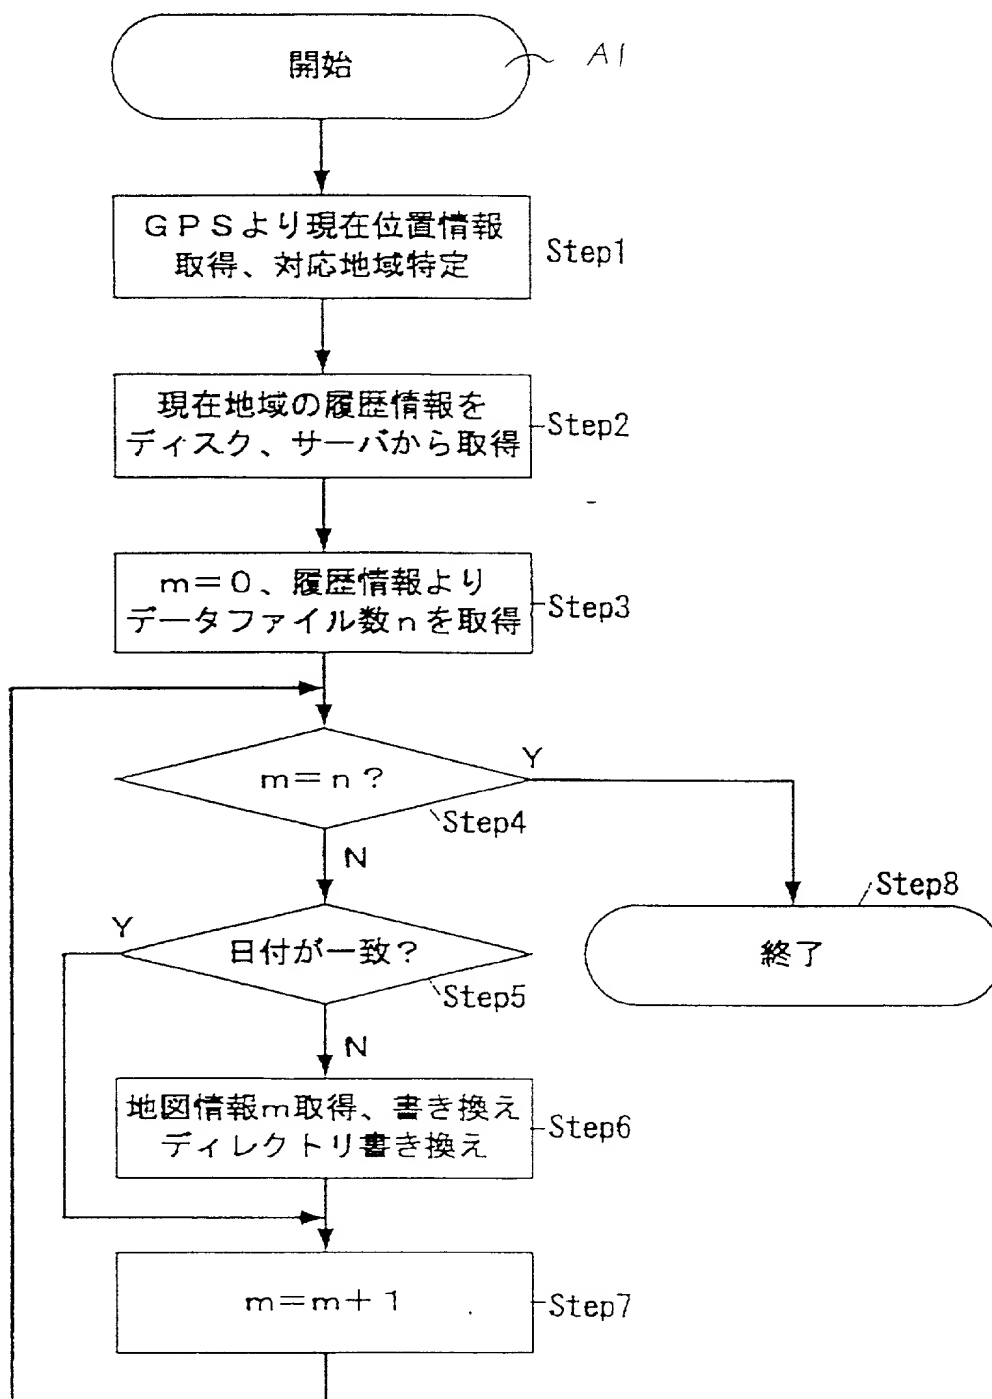 開始
A1
GPSより現在位置情報
取得、対応地域特定
Step1
現在地域の履歴情報を
ディスク、サーバから取得
Step2
m=0、履歴情報より
データファイル数nを取得
Step3
m=n?
Y
Step4
N
Step8
終了
Y
日付が一致?
Step5
N
地図情報m取得、書き換え
ディレクトリ書き換え
Step6
m=m+1
Step7